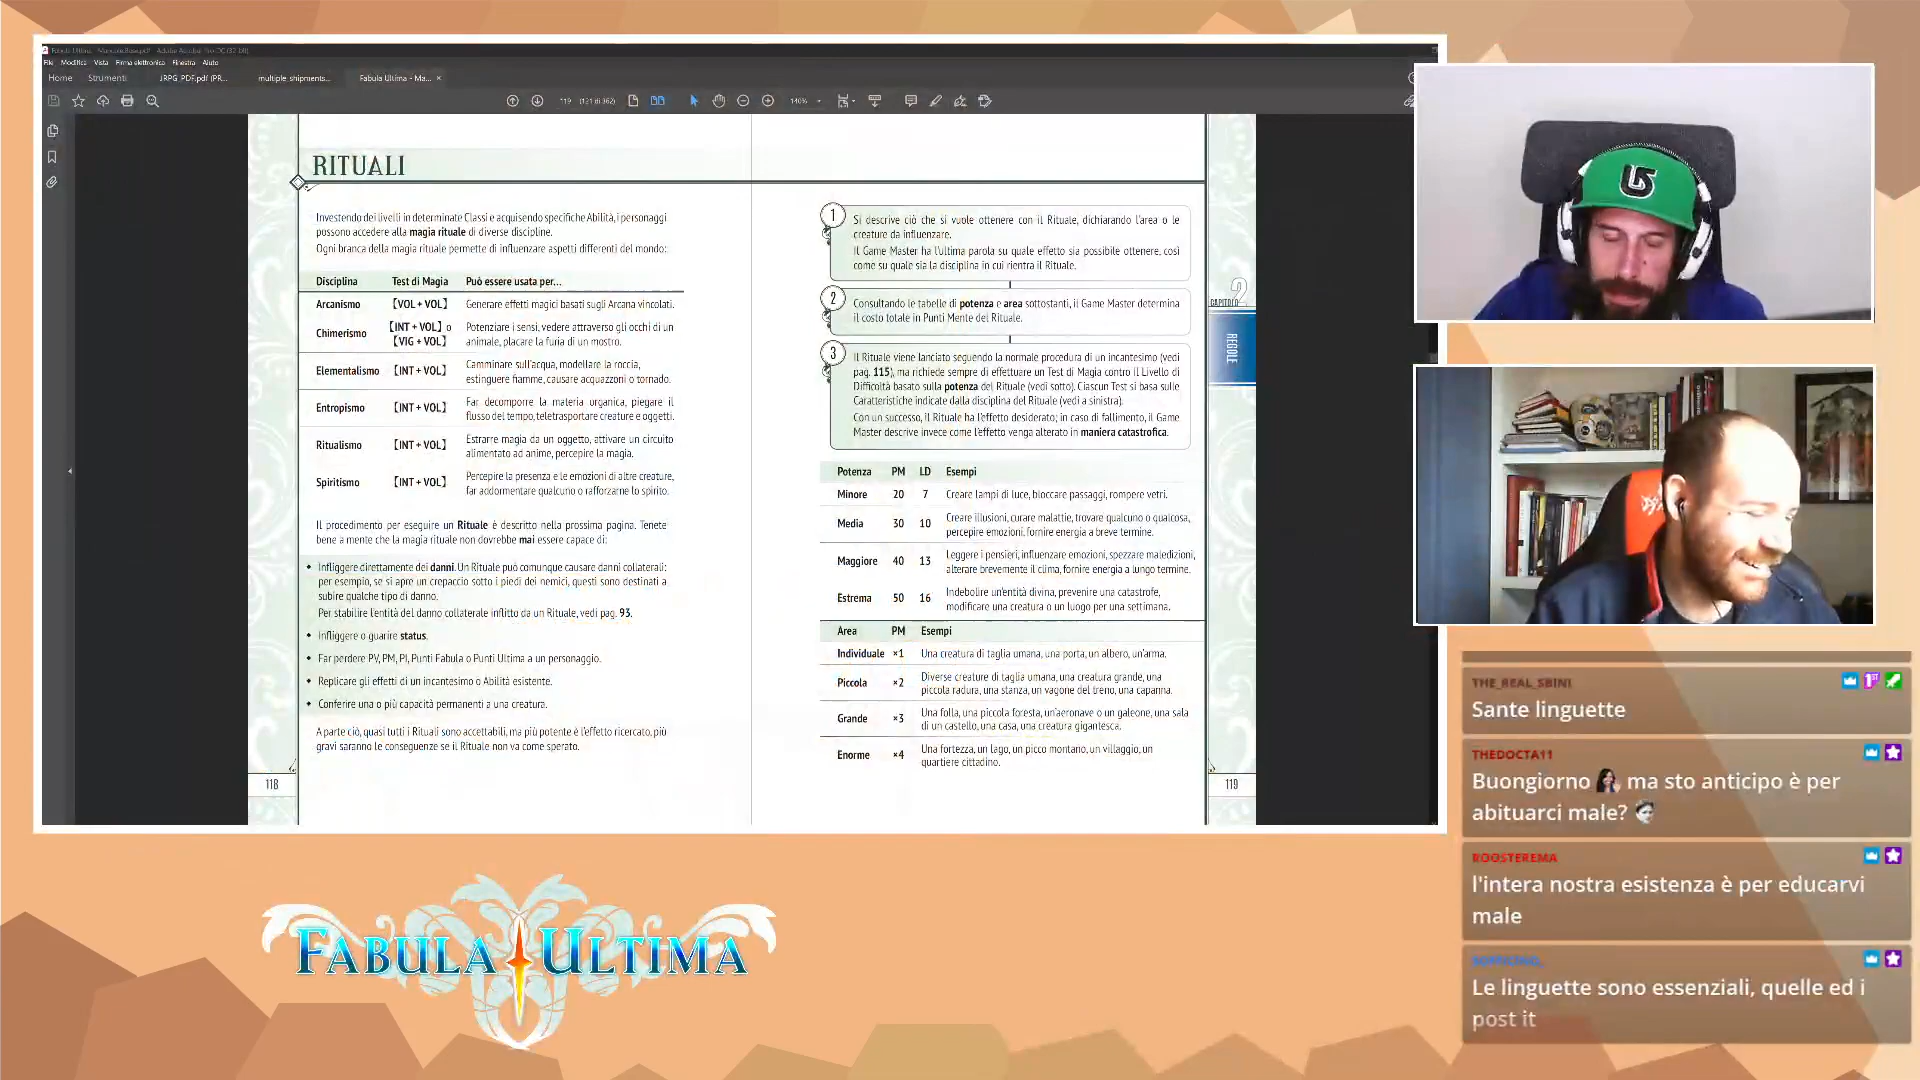 File Modifica Vista Firma elettronica Finestra Aiuto
Home Strumenti JRPG_PDF.pdf (PR... multiple_shipments... Fabula Ultima - Ma... ×
119 (121 di 362) 140%
RITUALI
Investendo dei livelli in determinate Classi e acquisendo specifiche Abilità, i personaggi
possono accedere alla magia rituale di diverse discipline.
Ogni branca della magia rituale permette di influenzare aspetti differenti del mondo:
Disciplina Test di Magia Può essere usata per...
Arcanismo 【VOL + VOL】 Generare effetti magici basati sugli Arcana vincolati.
Chimerismo 【INT + VOL】 o 【VIG + VOL】 Potenziare i sensi, vedere attraverso gli occhi di un
animale, placare la furia di un mostro.
Elementalismo 【INT + VOL】 Camminare sull'acqua, modellare la roccia,
estinguere fiamme, causare acquazzoni o tornado.
Entropismo 【INT + VOL】 Far decomporre la materia organica, piegare il
flusso del tempo, teletrasportare creature e oggetti.
Ritualismo 【INT + VOL】 Estrarre magia da un oggetto, attivare un circuito
alimentato ad anime, percepire la magia.
Spiritismo 【INT + VOL】 Percepire la presenza e le emozioni di altre creature,
far addormentare qualcuno o rafforzarne lo spirito.
Il procedimento per eseguire un Rituale è descritto nella prossima pagina. Tenete
bene a mente che la magia rituale non dovrebbe mai essere capace di:
Infliggere direttamente dei danni. Un Rituale può comunque causare danni collaterali:
per esempio, se si apre un crepaccio sotto i piedi dei nemici, questi sono destinati a
subire qualche tipo di danno.
Per stabilire l'entità del danno collaterale inflitto da un Rituale, vedi pag. 93.
Infliggere o guarire status.
Far perdere PV, PM, PI, Punti Fabula o Punti Ultima a un personaggio.
Replicare gli effetti di un incantesimo o Abilità esistente.
Conferire una o più capacità permanenti a una creatura.
A parte ciò, quasi tutti i Rituali sono accettabili, ma più potente è l'effetto ricercato, più
gravi saranno le conseguenze se il Rituale non va come sperato.
118
1
Si descrive ciò che si vuole ottenere con il Rituale, dichiarando l'area o le
creature da influenzare.
Il Game Master ha l'ultima parola su quale effetto sia possibile ottenere, così
come su quale sia la disciplina in cui rientra il Rituale.
2
Consultando le tabelle di potenza e area sottostanti, il Game Master determina
il costo totale in Punti Mente del Rituale.
3
Il Rituale viene lanciato seguendo la normale procedura di un incantesimo (vedi
pag. 115), ma richiede sempre di effettuare un Test di Magia contro il Livello di
Difficoltà basato sulla potenza del Rituale (vedi sotto). Ciascun Test si basa sulle
Caratteristiche indicate dalla disciplina del Rituale (vedi a sinistra).
Con un successo, il Rituale ha l'effetto desiderato; in caso di fallimento, il Game
Master descrive invece come l'effetto venga alterato in maniera catastrofica.
Potenza PM LD Esempi
Minore 20 7 Creare lampi di luce, bloccare passaggi, rompere vetri.
Media 30 10 Creare illusioni, curare malattie, trovare qualcuno o qualcosa,
percepire emozioni, fornire energia a breve termine.
Maggiore 40 13 Leggere i pensieri, influenzare emozioni, spezzare maledizioni,
alterare brevemente il clima, fornire energia a lungo termine.
Estrema 50 16 Indebolire un'entità divina, prevenire una catastrofe,
modificare una creatura o un luogo per una settimana.
Area PM Esempi
Individuale ×1 Una creatura di taglia umana, una porta, un albero, un'arma.
Piccola ×2 Diverse creature di taglia umana, una creatura grande, una
piccola radura, una stanza, un vagone del treno, una capanna.
Grande ×3 Una folla, una piccola foresta, un'aeronave o un galeone, una sala
di un castello, una casa, una creatura gigantesca.
Enorme ×4 Una fortezza, un lago, un picco montano, un villaggio, un
quartiere cittadino.
CAPITOLO 2
REGOLE
119
THE_REAL_SBINI
Sante linguette
THEDOCTA11
Buongiorno ma sto anticipo è per
abituarci male?
ROOSTEREMA
l'intera nostra esistenza è per educarvi
male
Le linguette sono essenziali, quelle ed i
post it
FABULA ULTIMA